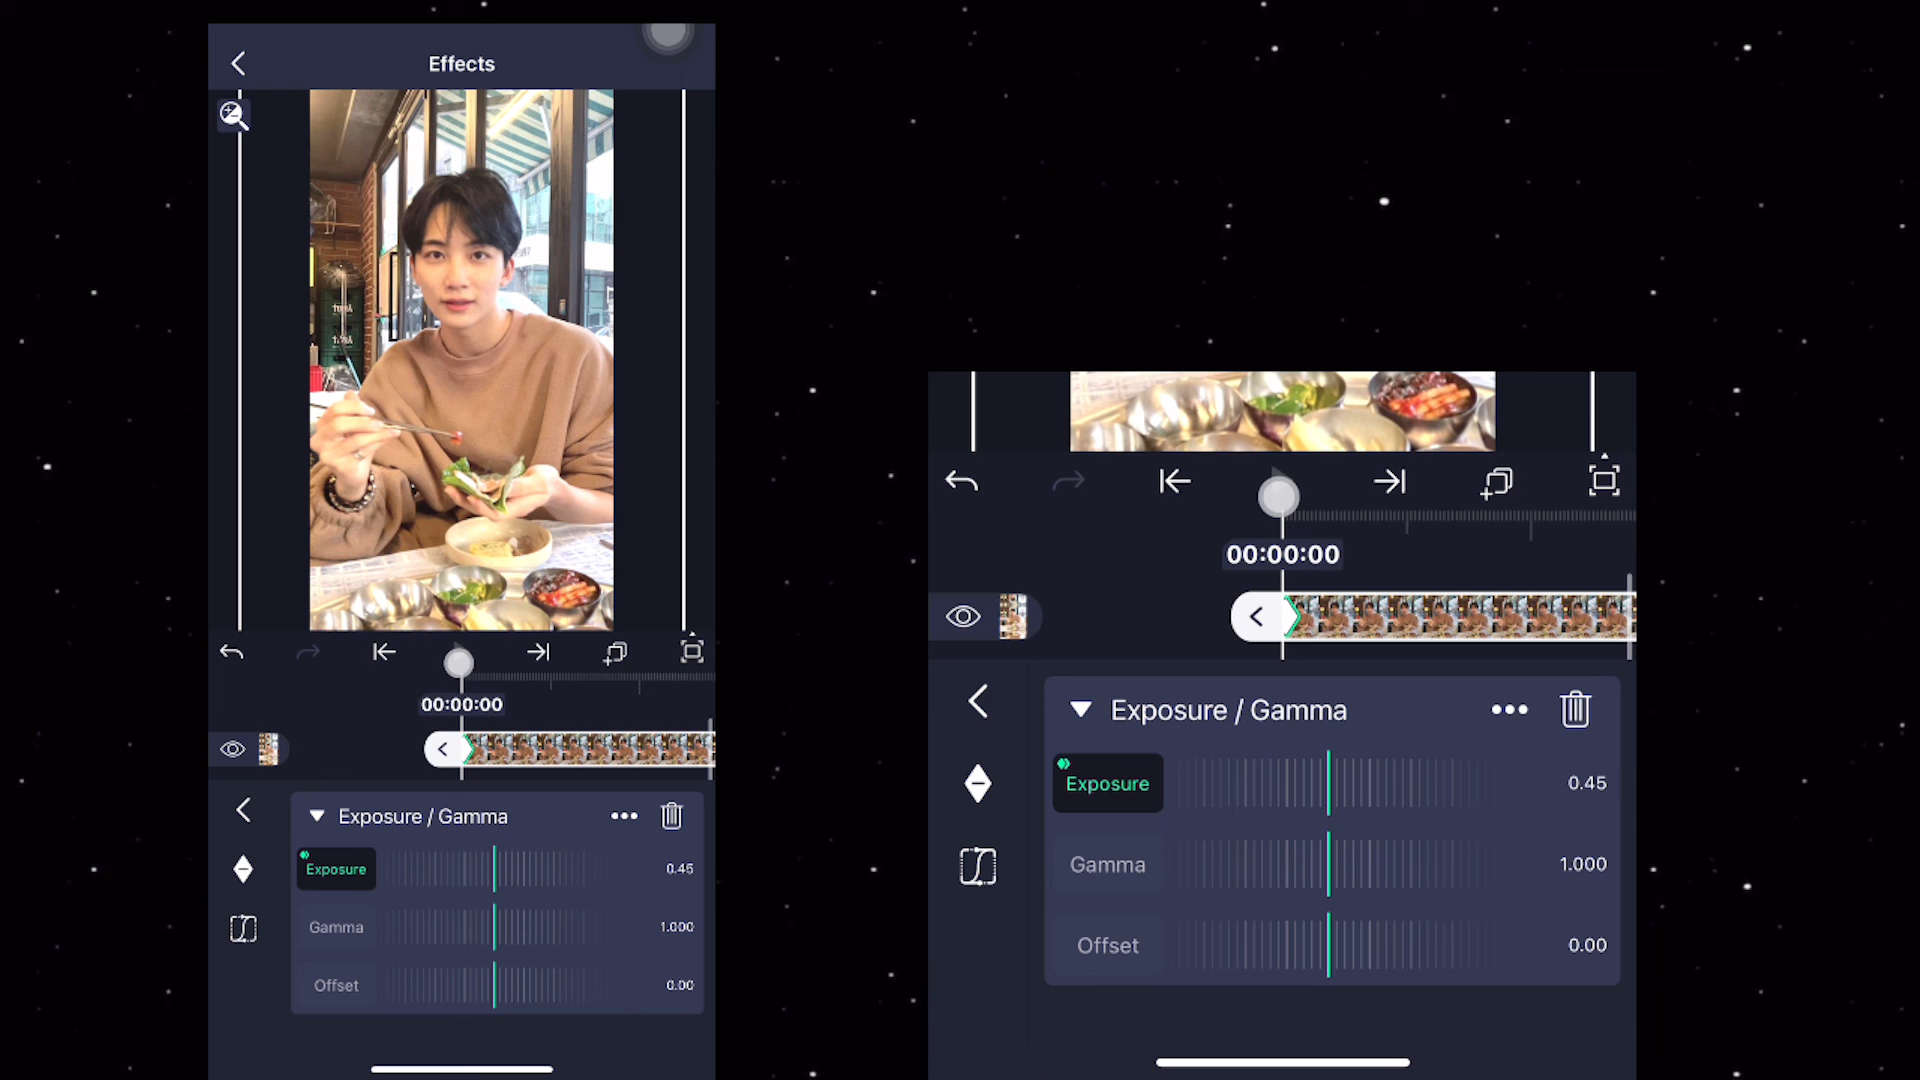 Effects
00:00:00
Exposure / Gamma
Exposure
0.45
Gamma
1.000
Offset
0.00
00:00:00
Exposure / Gamma
Exposure
0.45
Gamma
1.000
Offset
0.00